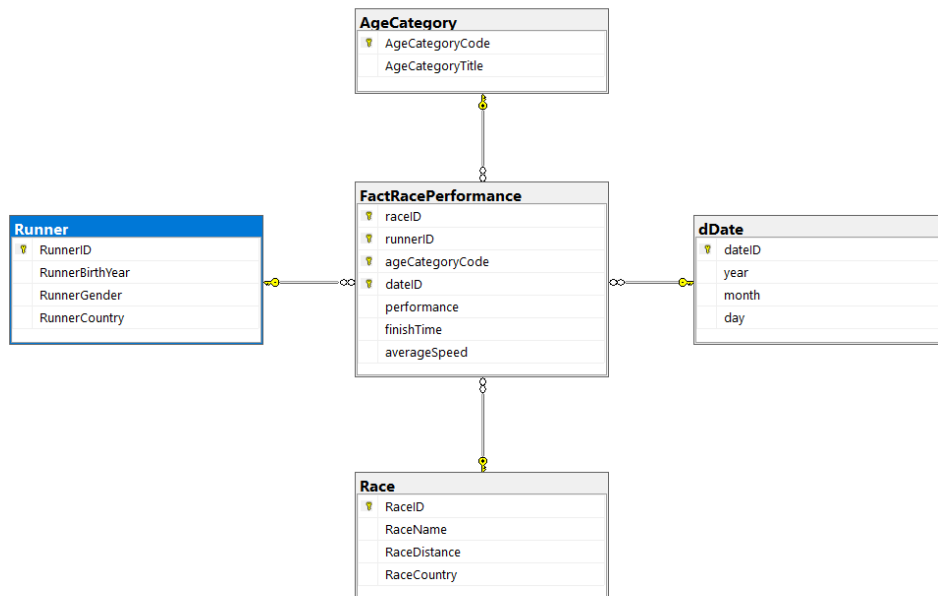 AgeCategory
AgeCategoryCode
AgeCategoryTitle
FactRacePerformance
raceID
runnerID
ageCategoryCode
dateID
performance
finishTime
averageSpeed
Runner
RunnerID
RunnerBirthYear
RunnerGender
RunnerCountry
dDate
dateID
year
month
day
Race
RaceID
RaceName
RaceDistance
RaceCountry